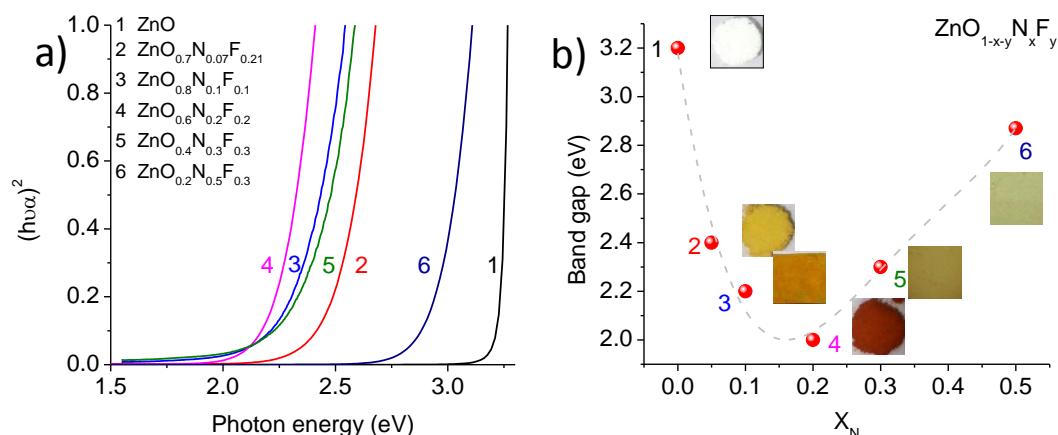 a)
1 ZnO
2 ZnO0.7N0.07F0.21
3 ZnO0.8N0.1F0.1
4 ZnO0.6N0.2F0.2
5 ZnO0.4N0.3F0.3
6 ZnO0.2N0.5F0.3
(hυα)2
1.0
0.8
0.6
0.4
0.2
0.0
4 3 5 2 6 1
1.5 2.0 2.5 3.0
Photon energy (eV)
b)
ZnO1-x-yNxFy
Band gap (eV)
3.2
3.0
2.8
2.6
2.4
2.2
2.0
1
2
3
4
5
6
0.0 0.1 0.2 0.3 0.4 0.5
XN